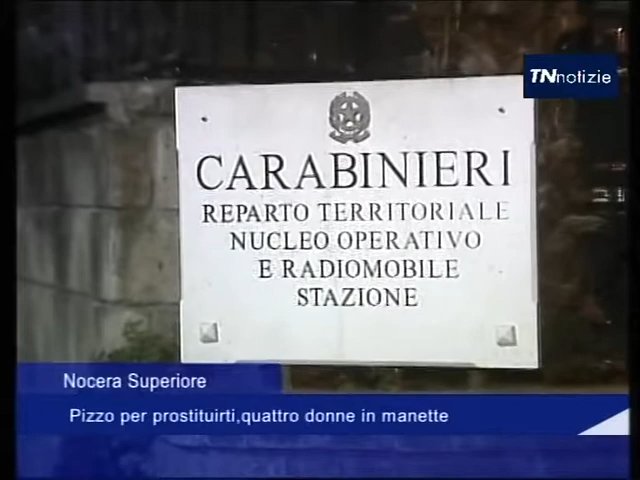 TNnotizie
CARABINIERI
REPARTO TERRITORIALE
NUCLEO OPERATIVO
E RADIOMOBILE
STAZIONE
Nocera Superiore
Pizzo per prostituirti,quattro donne in manette